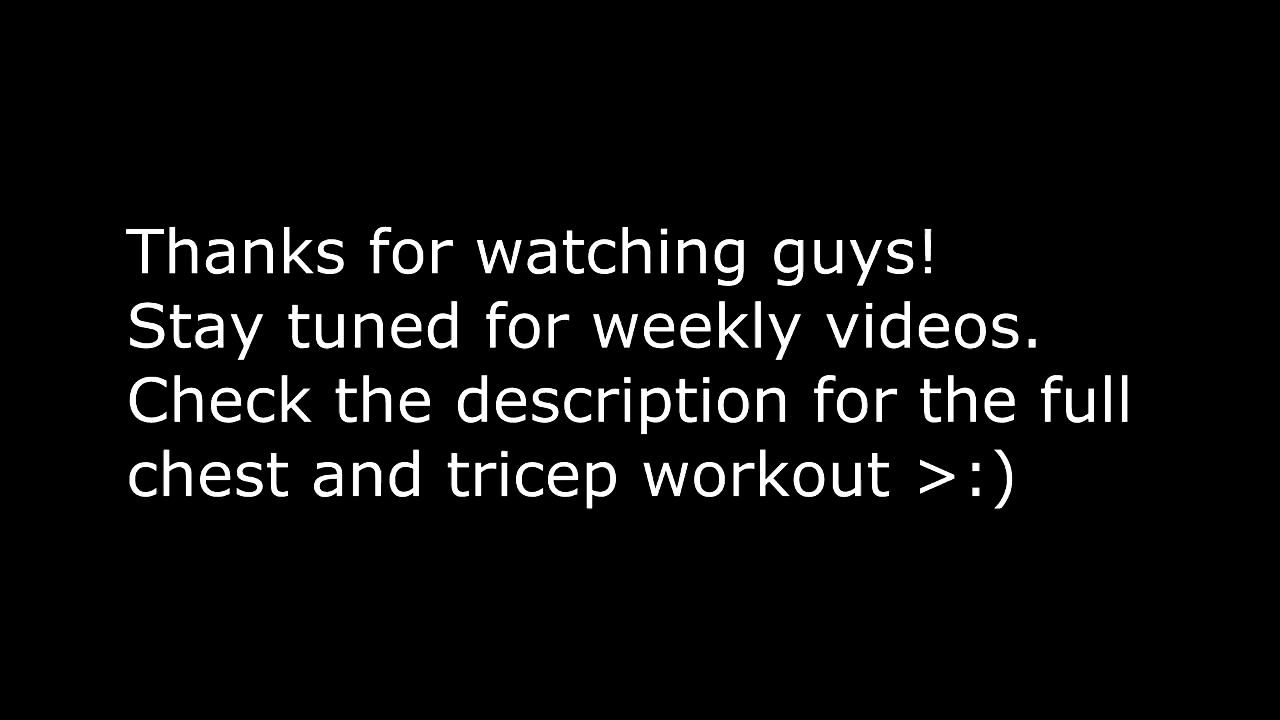 Thanks for watching guys!
Stay tuned for weekly videos.
Check the description for the full
chest and tricep workout >:)